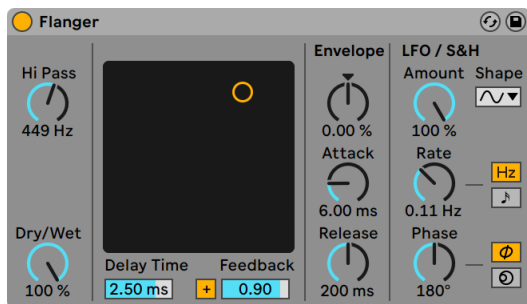 Flanger
Envelope
LFO / S&H
Hi Pass
Amount
Shape
449 Hz
0.00 %
100 %
Attack
Rate
Hz
6.00 ms
0.11 Hz
Dry/Wet
Release
Phase
Delay Time
Feedback
100 %
2.50 ms
+
0.90
200 ms
180°